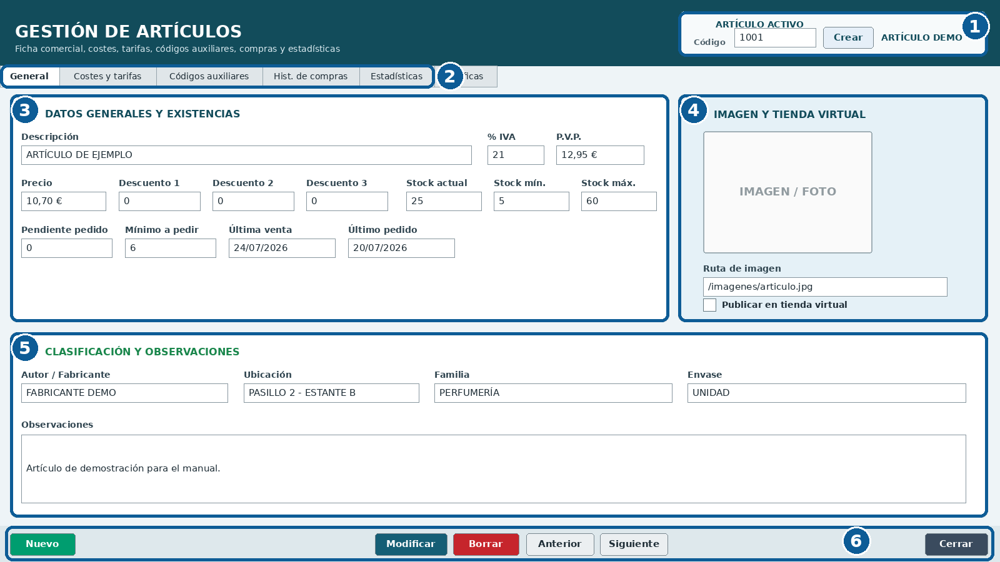 GESTIÓN DE ARTÍCULOS
Ficha comercial, costes, tarifas, códigos auxiliares, compras y estadísticas
ARTÍCULO ACTIVO
Código 1001 Crear ARTÍCULO DEMO
1
General Costes y tarifas Códigos auxiliares Hist. de compras Estadísticas
2
3 DATOS GENERALES Y EXISTENCIAS
Descripción % IVA P.V.P.
ARTÍCULO DE EJEMPLO 21 12,95 €
Precio Descuento 1 Descuento 2 Descuento 3 Stock actual Stock mín. Stock máx.
10,70 € 0 0 0 25 5 60
Pendiente pedido Mínimo a pedir Última venta Último pedido
0 6 24/07/2026 20/07/2026
4 IMAGEN Y TIENDA VIRTUAL
IMAGEN / FOTO
Ruta de imagen
/imagenes/articulo.jpg
Publicar en tienda virtual
5 CLASIFICACIÓN Y OBSERVACIONES
Autor / Fabricante Ubicación Familia Envase
FABRICANTE DEMO PASILLO 2 - ESTANTE B PERFUMERÍA UNIDAD
Observaciones
Artículo de demostración para el manual.
Nuevo Modificar Borrar Anterior Siguiente 6 Cerrar